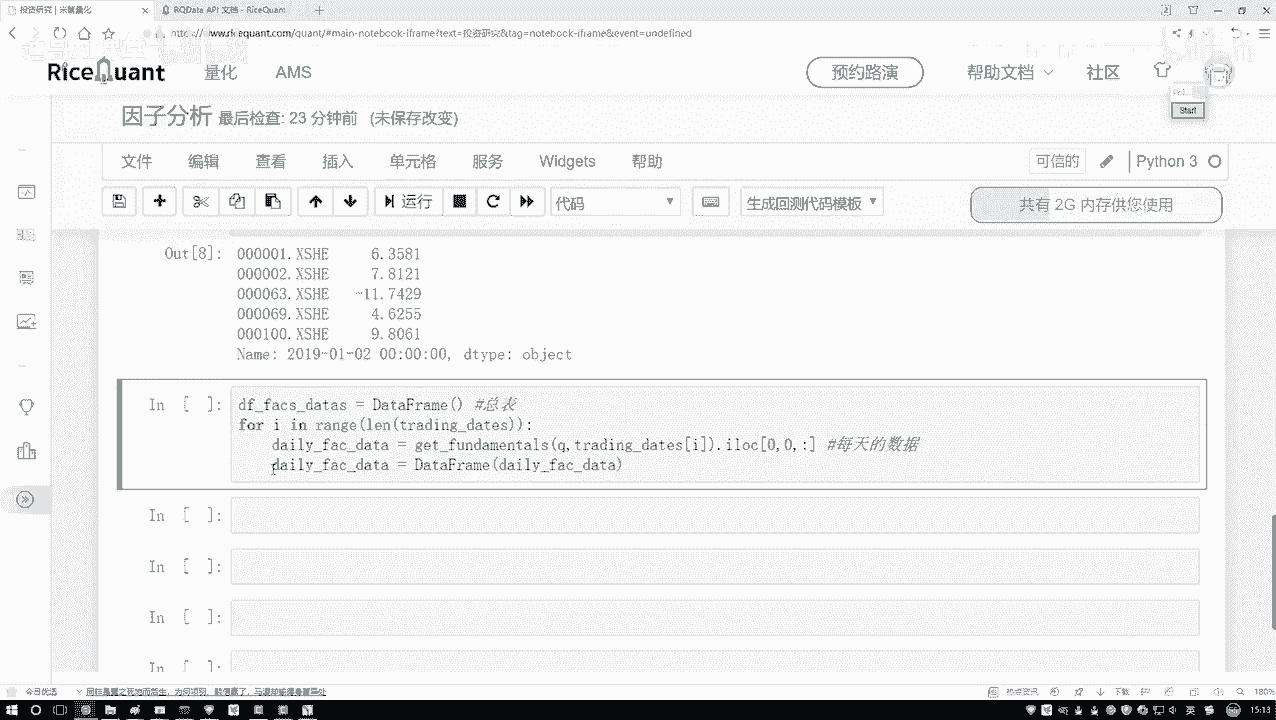 投资研究 | 米筐量化
RQData API 文档 - RiceQuant
https://www.ricequant.com/quant/#main-notebook-iframe?text=投资研究&tag=notebook-iframe&event=undefined
RiceQuant 量化 AMS 预约路演 帮助文档 社区
Start
因子分析 最后检查: 23 分钟前 (未保存改变)
文件 编辑 查看 插入 单元格 服务 Widgets 帮助 可信的 Python 3
运行 代码 生成回测代码模板 共有 2G 内存供您使用
Out[8]: 000001.XSHE 6.3581
000002.XSHE 7.8121
000063.XSHE -11.7429
000069.XSHE 4.6255
000100.XSHE 9.8061
Name: 2019-01-02 00:00:00, dtype: object
In [ ]: df_facs_datas = DataFrame() #总表
for i in range(len(trading_dates)):
daily_fac_data = get_fundamentals(q,trading_dates[i]).iloc[0,0,:] #每天的数据
daily_fac_data = DataFrame(daily_fac_data)
In [ ]:
In [ ]:
In [ ]:
In [ ]:
今日优选 热点资讯 下载 180%
英 15:13